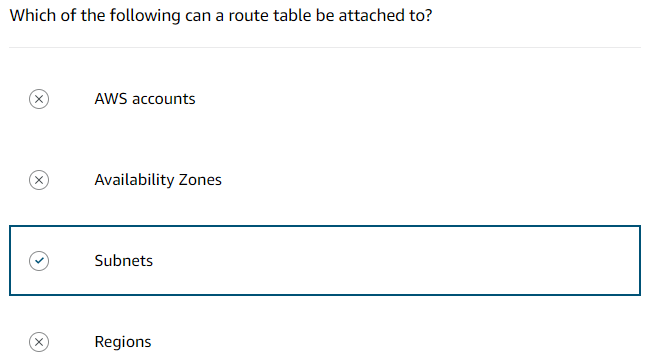 Which of the following can a route table be attached to?
AWS accounts
Availability Zones
Subnets
Regions